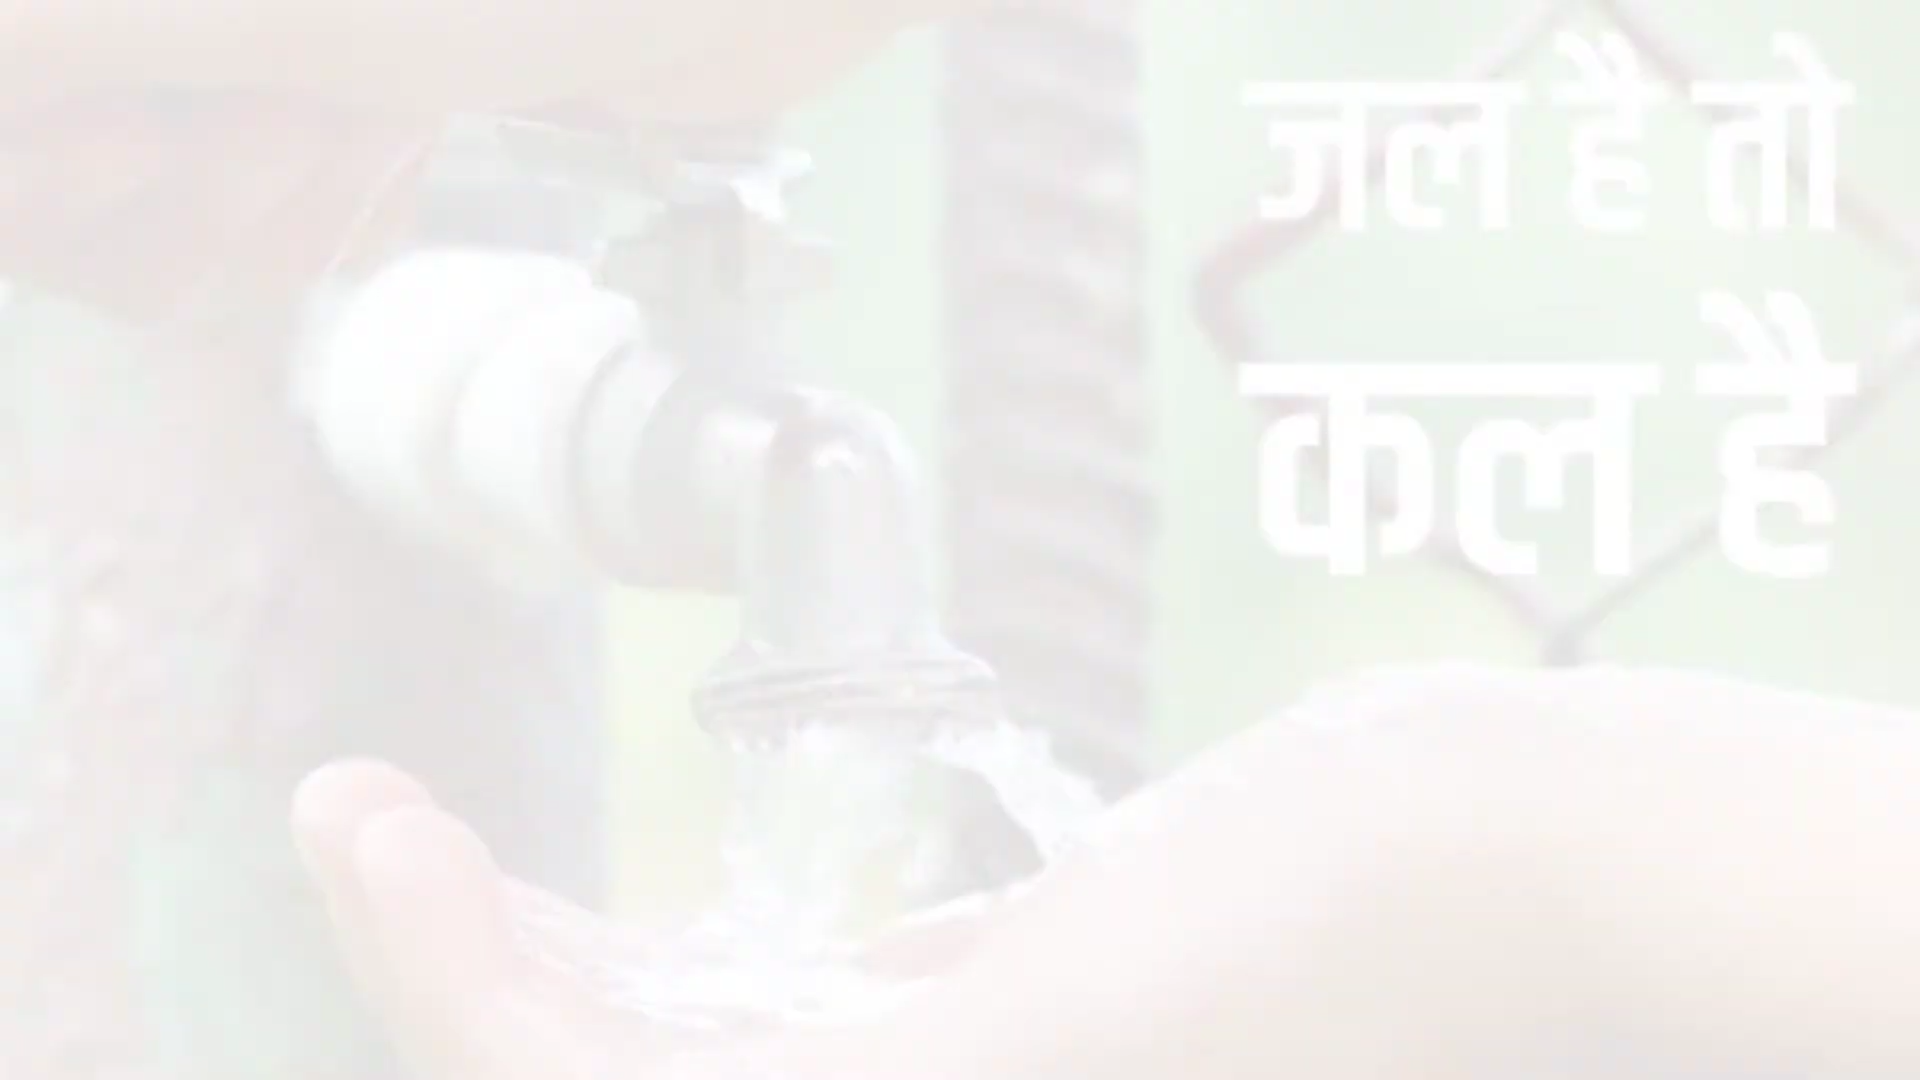 जल है तो
कल है